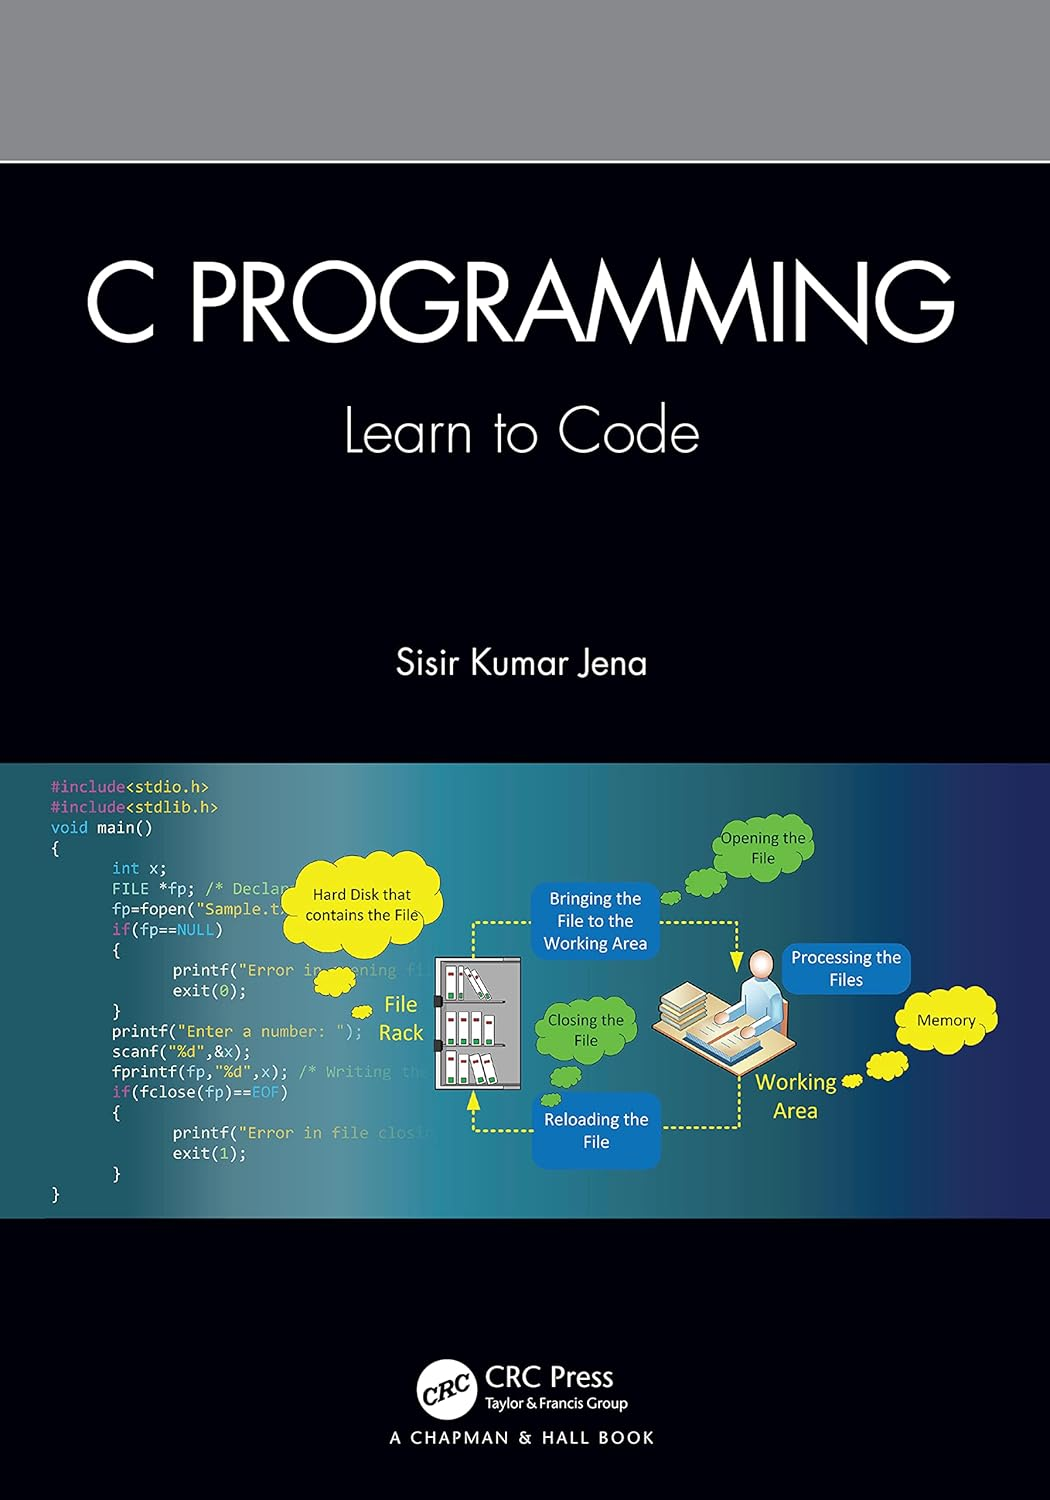 C PROGRAMMING
Learn to Code
Sisir Kumar Jena
#include<stdio.h>
#include<stdlib.h>
void main()
{
int x;
FILE *fp; /*
fp=fopen("Sample.
if(fp==NULL)
{
printf("Error in
exit(0);
}
printf("Enter a number: ");
scanf("%d",&x);
fprintf(fp,"%d",x); /* Writing the
if(fclose(fp)==EOF)
{
printf("Error in file
exit(1);
}
}
Hard Disk that
contains the File
File
Rack
Bringing the
File to the
Working Area
Opening the
File
Processing the
Files
Memory
Working
Area
Closing the
File
Reloading the
File
CRC
CRC Press
Taylor & Francis Group
A CHAPMAN & HALL BOOK